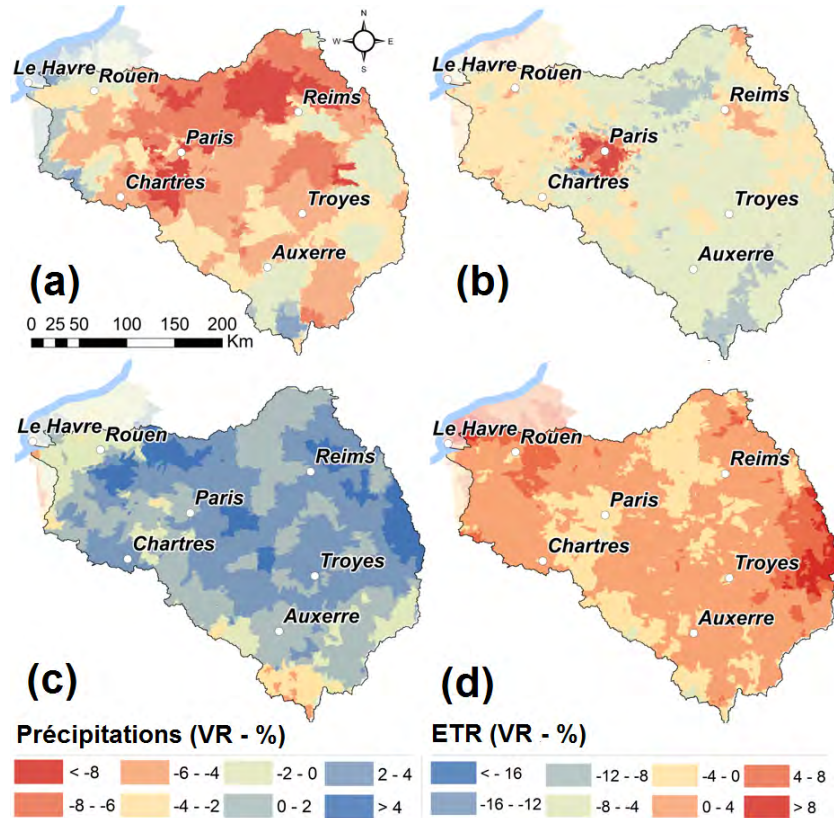 N
W E
S
Le Havre
Rouen
Reims
Paris
Chartres
Troyes
Auxerre
(a)
0 25 50 100 150 200
Km
Le Havre
Rouen
Reims
Paris
Chartres
Troyes
Auxerre
(b)
Le Havre
Rouen
Reims
Paris
Chartres
Troyes
Auxerre
(c)
Le Havre
Rouen
Reims
Paris
Chartres
Troyes
Auxerre
(d)
Précipitations (VR - %)
< -8 -6 - -4 -2 - 0 2 - 4
-8 - -6 -4 - -2 0 - 2 > 4
ETR (VR - %)
< - 16 -12 - -8 -4 - 0 4 - 8
-16 - -12 -8 - -4 0 - 4 > 8